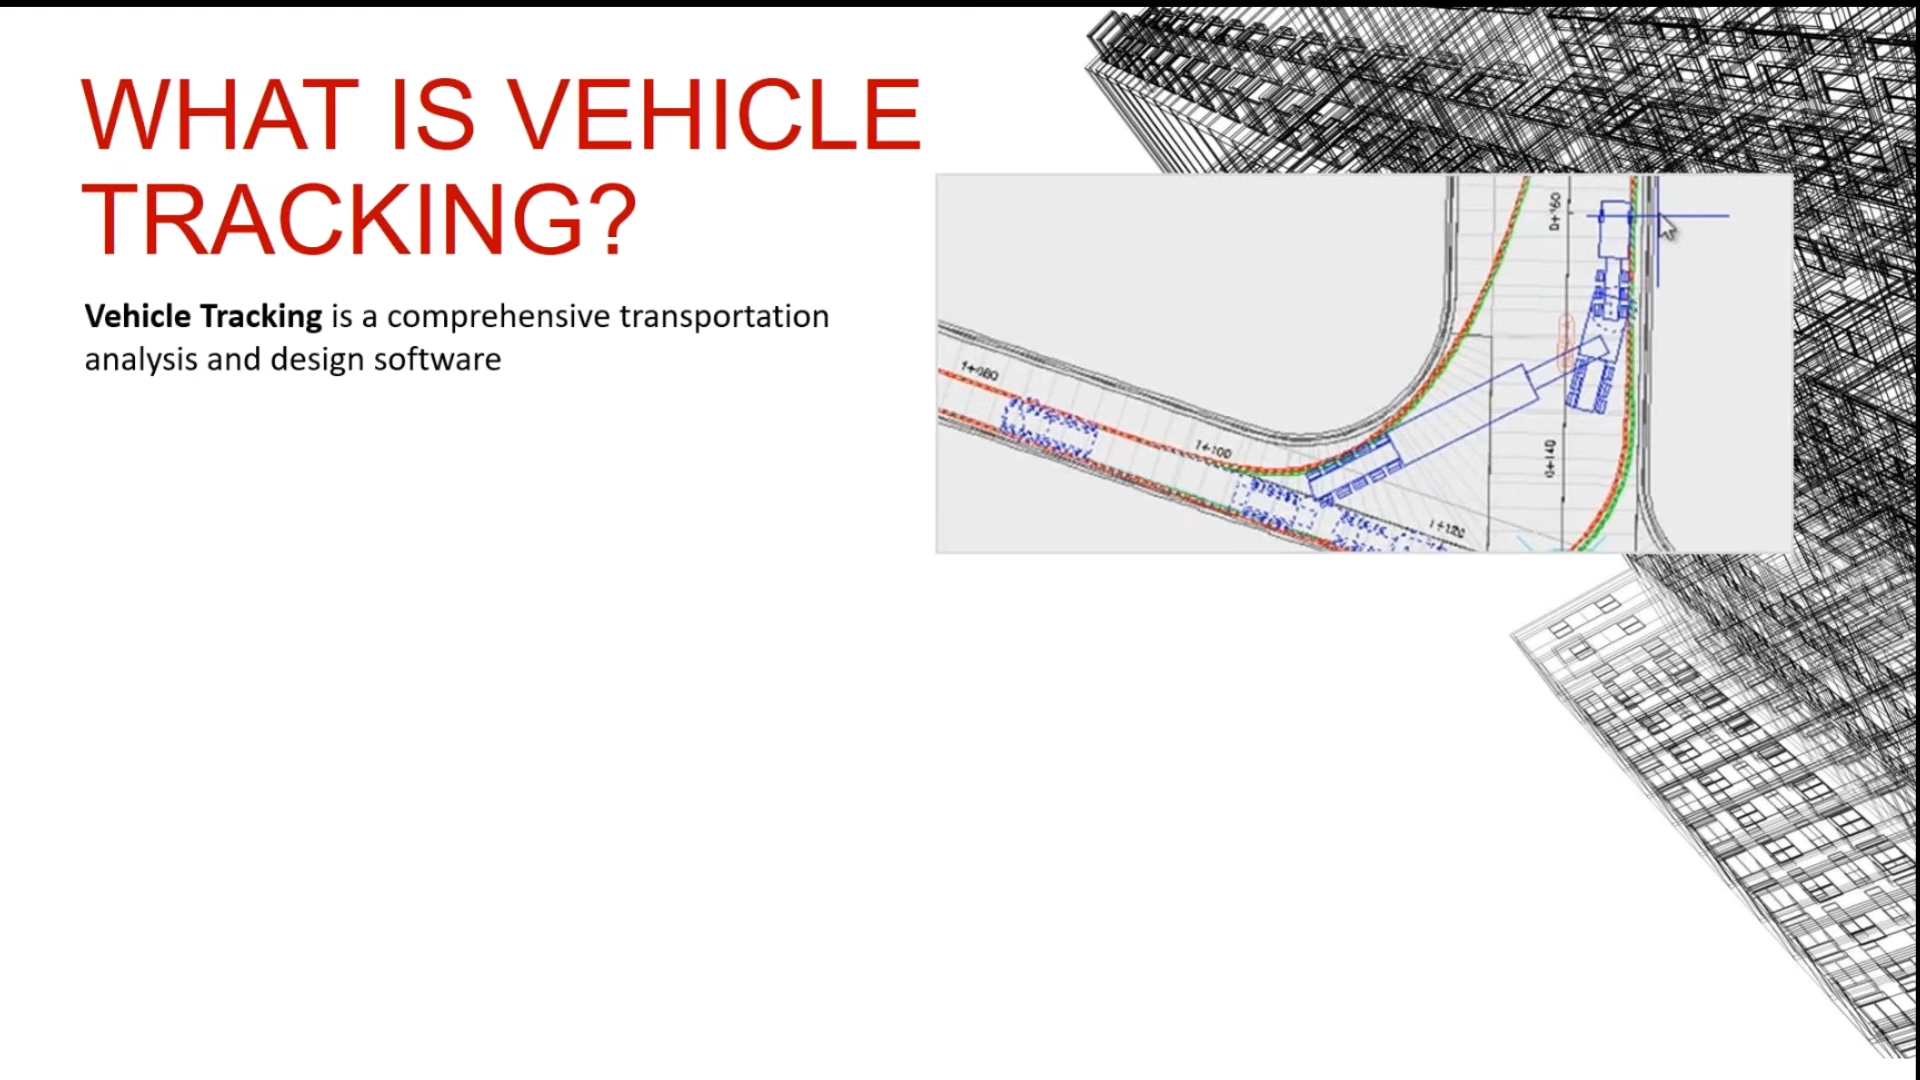 WHAT IS VEHICLE
TRACKING?
Vehicle Tracking is a comprehensive transportation
analysis and design software
0+160
1+080
1+100
0+140
1+120